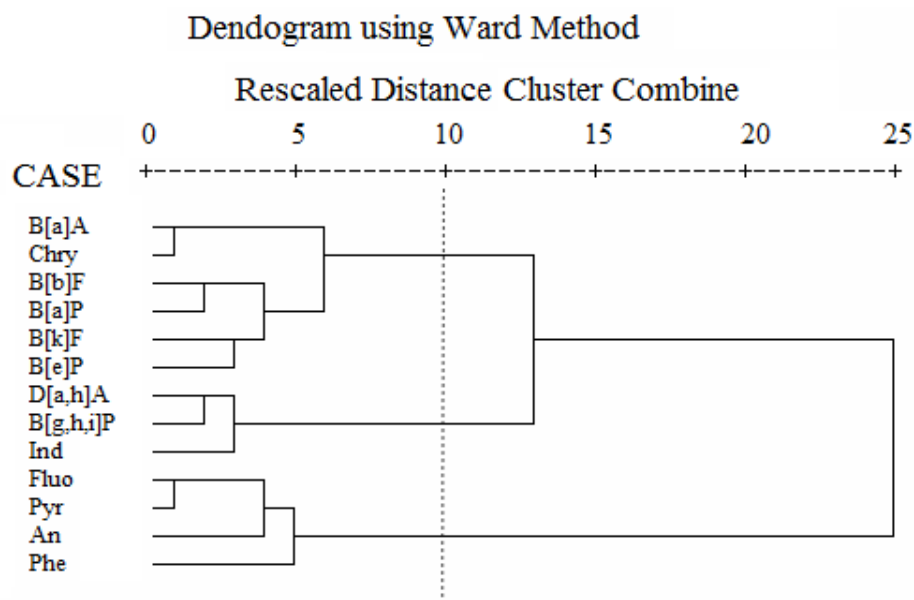 Dendogram using Ward Method
Rescaled Distance Cluster Combine
0 5 10 15 20 25
CASE
B[a]A
Chry
B[b]F
B[a]P
B[k]F
B[e]P
D[a,h]A
B[g,h,i]P
Ind
Fluo
Pyr
An
Phe